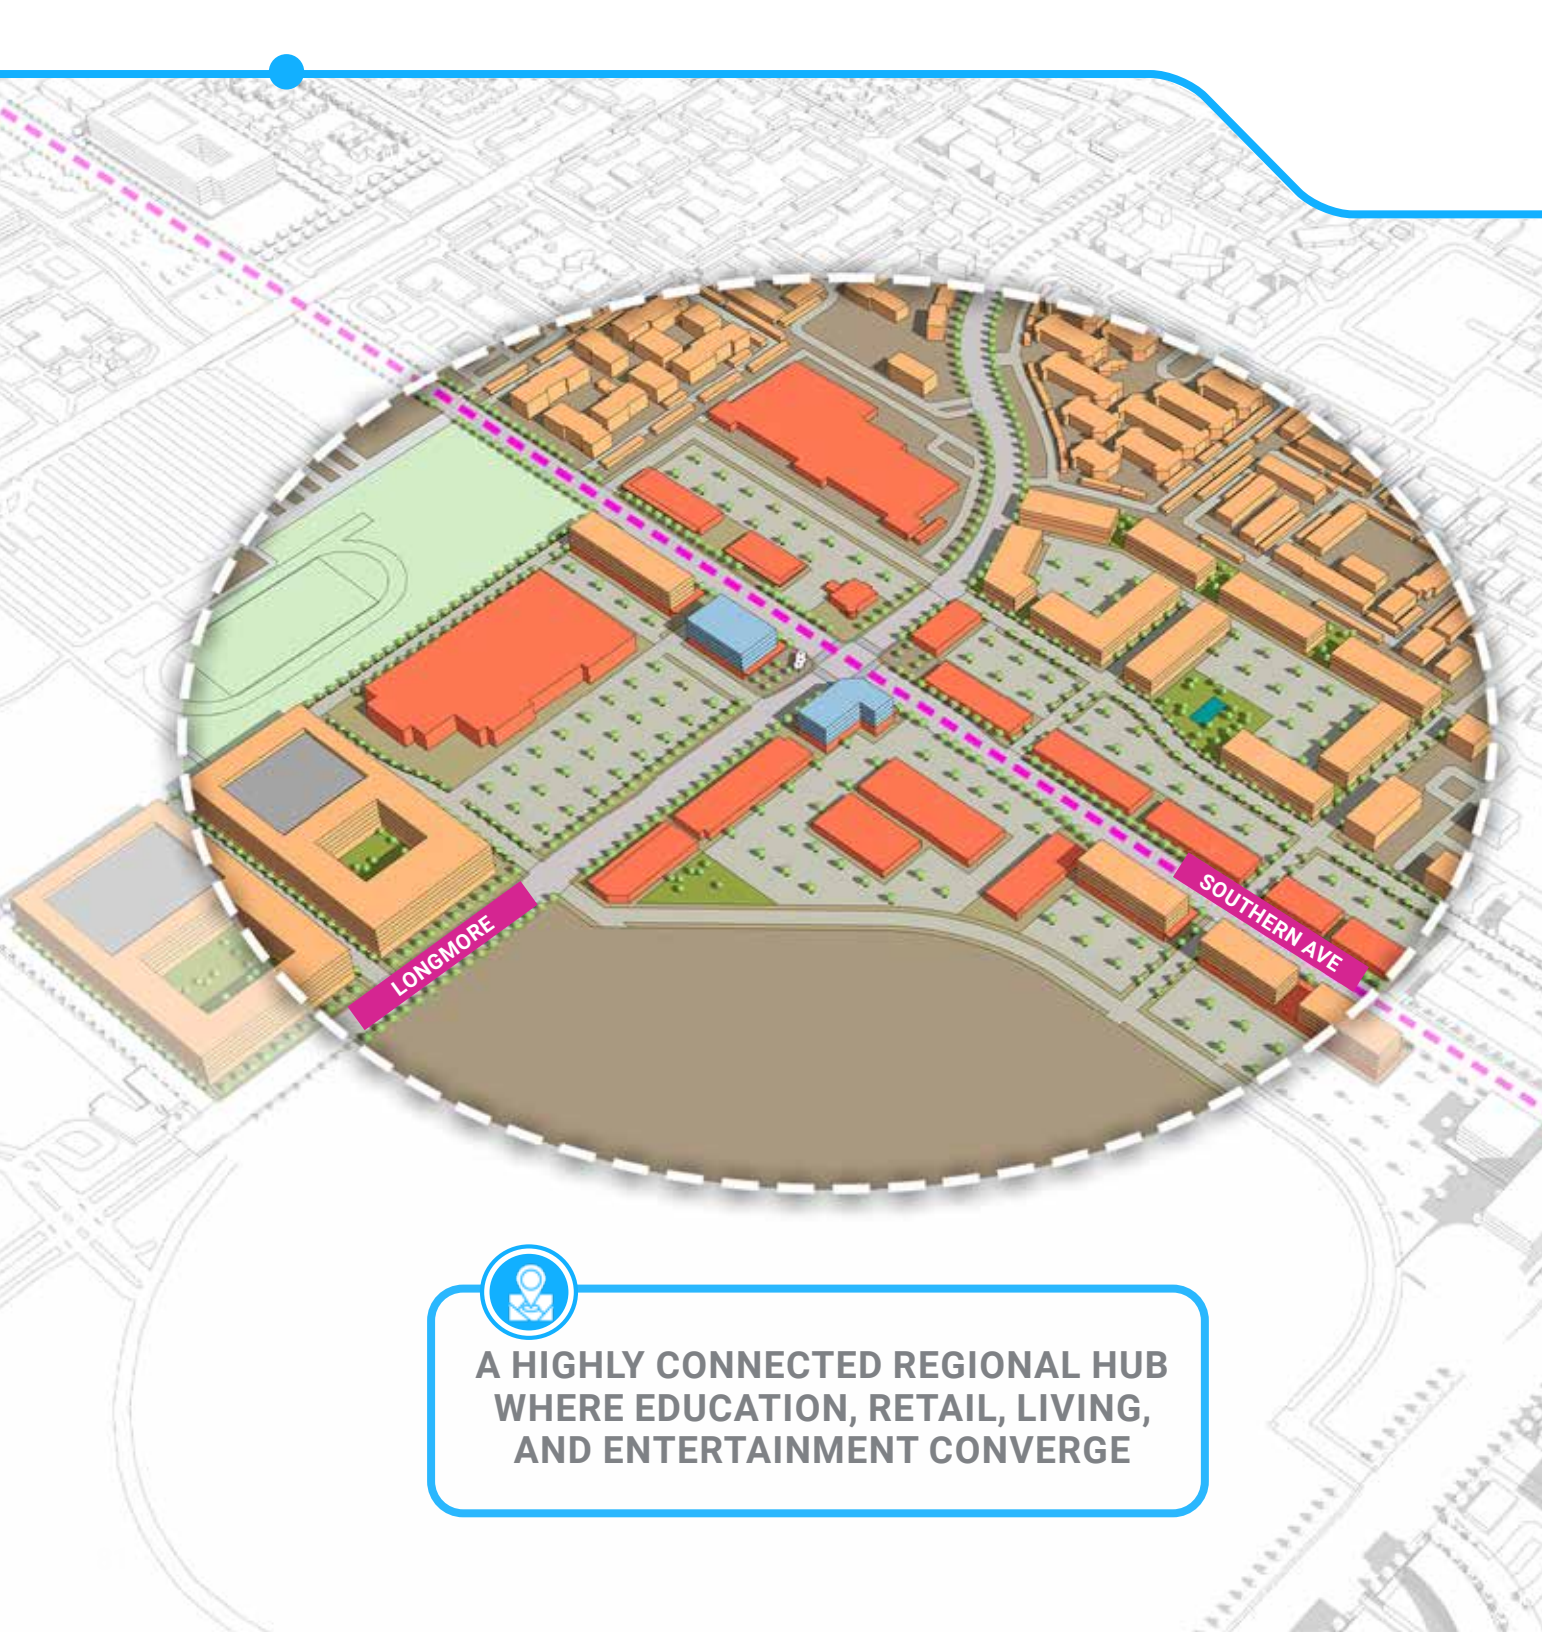 SOUTHERN AVE
LONGMORE
A HIGHLY CONNECTED REGIONAL HUB
WHERE EDUCATION, RETAIL, LIVING,
AND ENTERTAINMENT CONVERGE